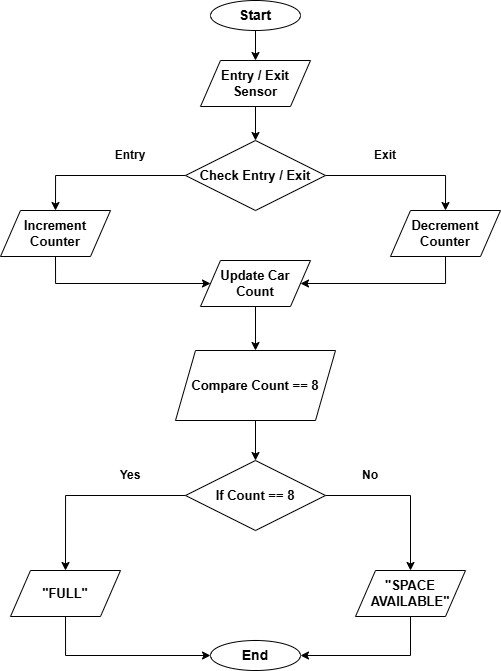 Start
Entry / Exit
Sensor
Entry
Exit
Check Entry / Exit
Increment
Counter
Decrement
Counter
Update Car
Count
Compare Count == 8
Yes
No
If Count == 8
"FULL"
"SPACE
AVAILABLE"
End